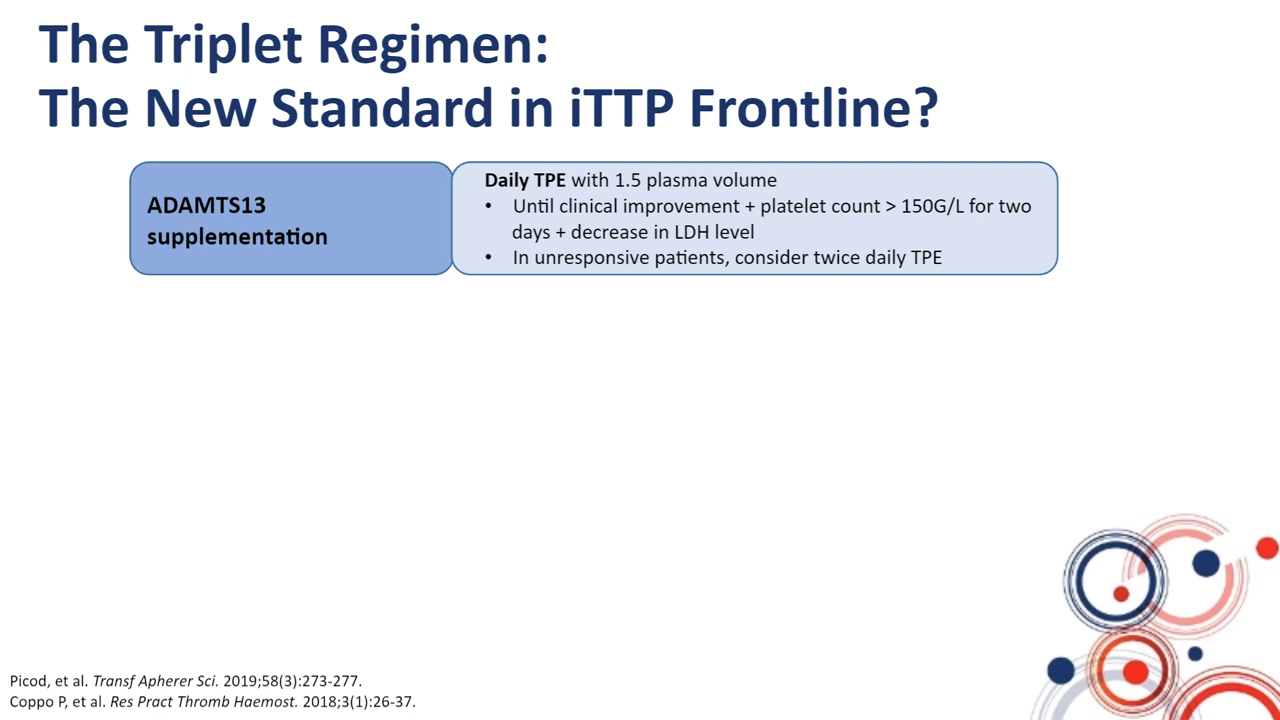 The Triplet Regimen:
The New Standard in iTTP Frontline?
ADAMTS13
supplementation
Daily TPE with 1.5 plasma volume
• Until clinical improvement + platelet count > 150G/L for two
days + decrease in LDH level
• In unresponsive patients, consider twice daily TPE
Picod, et al. Transf Apherer Sci. 2019;58(3):273-277.
Coppo P, et al. Res Pract Thromb Haemost. 2018;3(1):26-37.